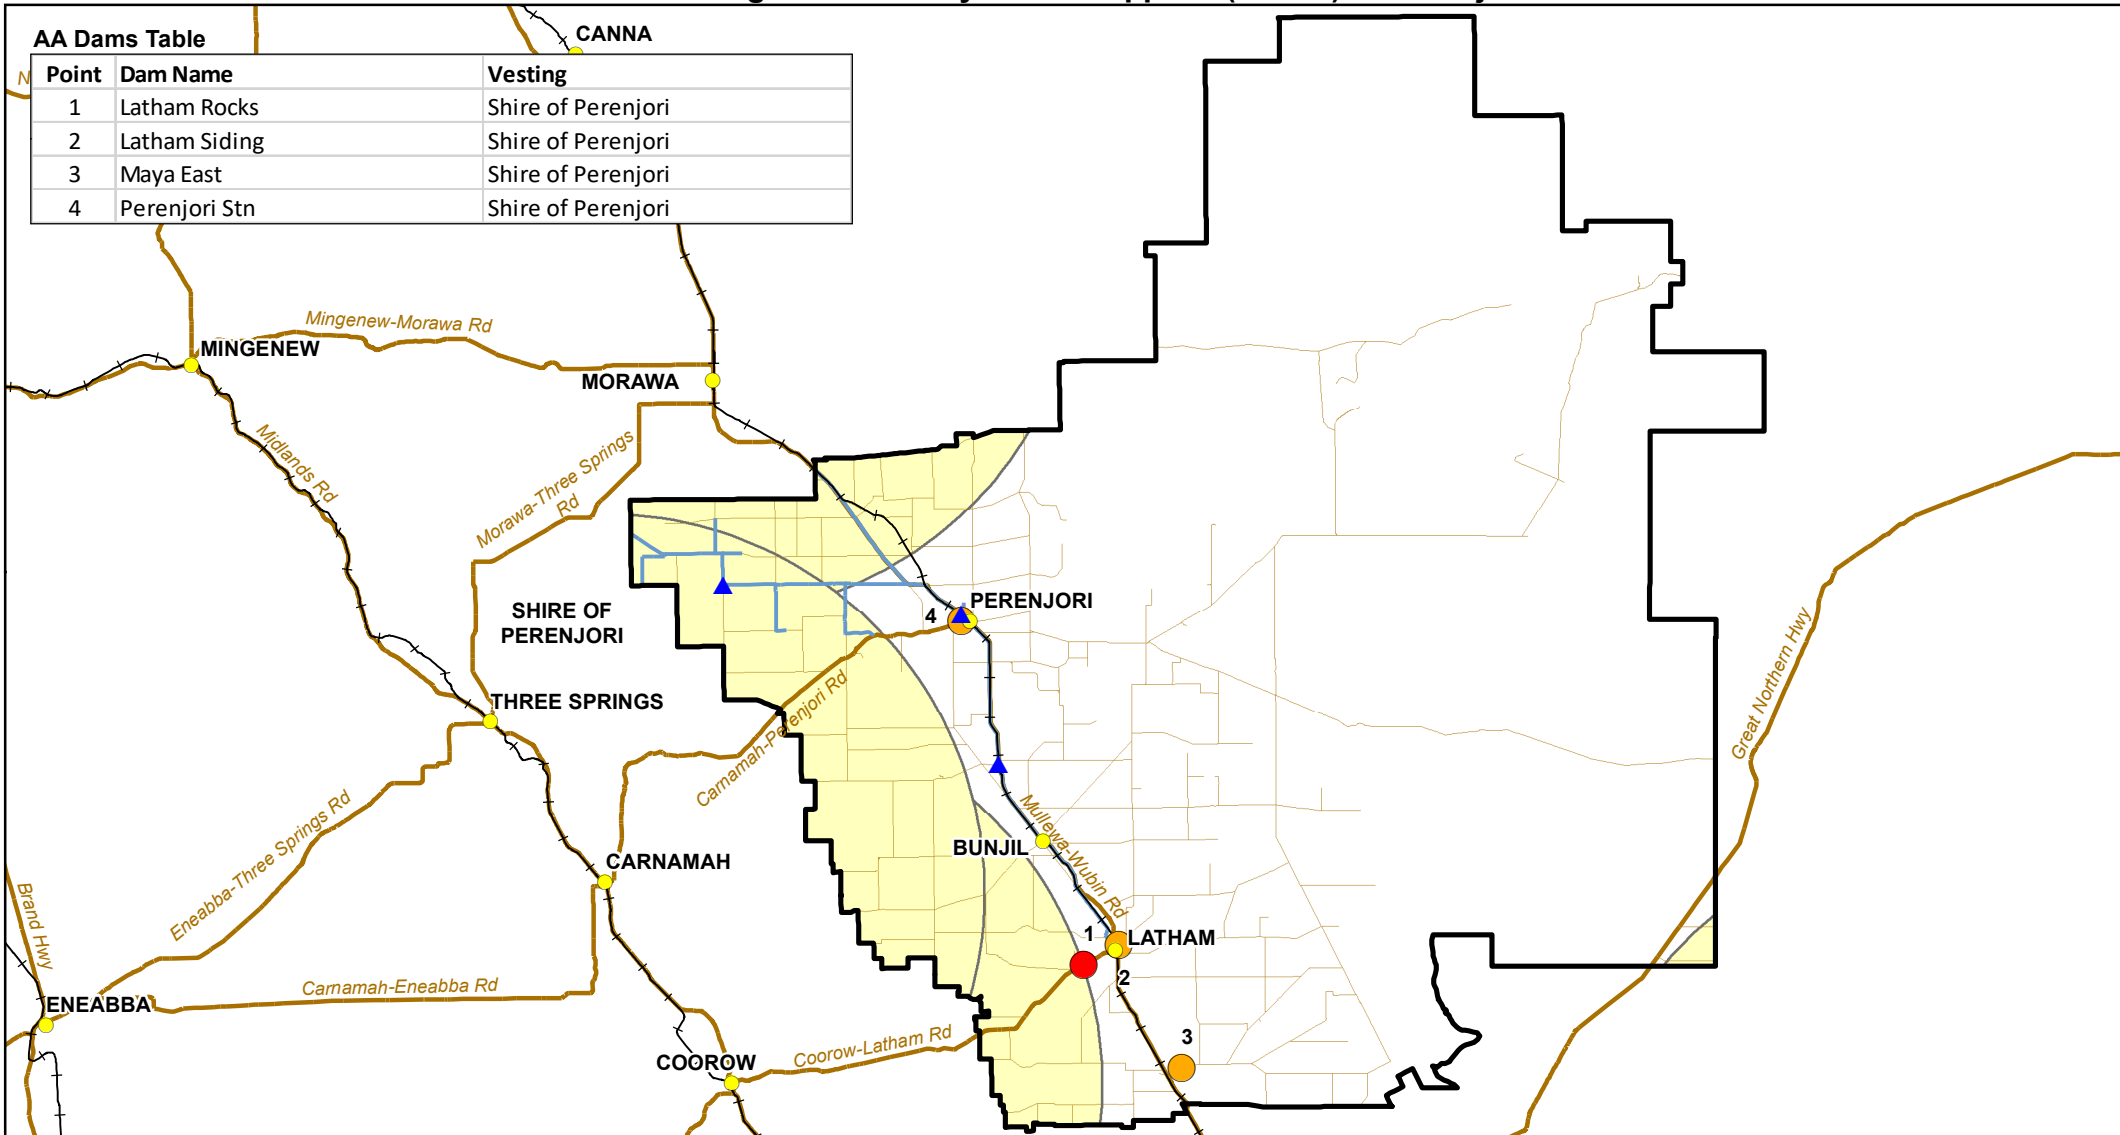 AA Dams Table
Point Dam Name Vesting
1 Latham Rocks Shire of Perenjori
2 Latham Siding Shire of Perenjori
3 Maya East Shire of Perenjori
4 Perenjori Stn Shire of Perenjori
CANNA
N
Mingenew-Morawa Rd
MINGENEW
MORAWA
Midlands Rd
Morawa-Three Springs
Rd
SHIRE OF
PERENJORI
4
PERENJORI
THREE SPRINGS
Carnamah-Perenjori Rd
Great Northern Hwy
Eneabba-Three Springs Rd
Mullewa-Wubin Rd
BUNJIL
CARNAMAH
Brand Hwy
1
LATHAM
2
Carnamah-Eneabba Rd
ENEABBA
3
Coorow-Latham Rd
COOROW